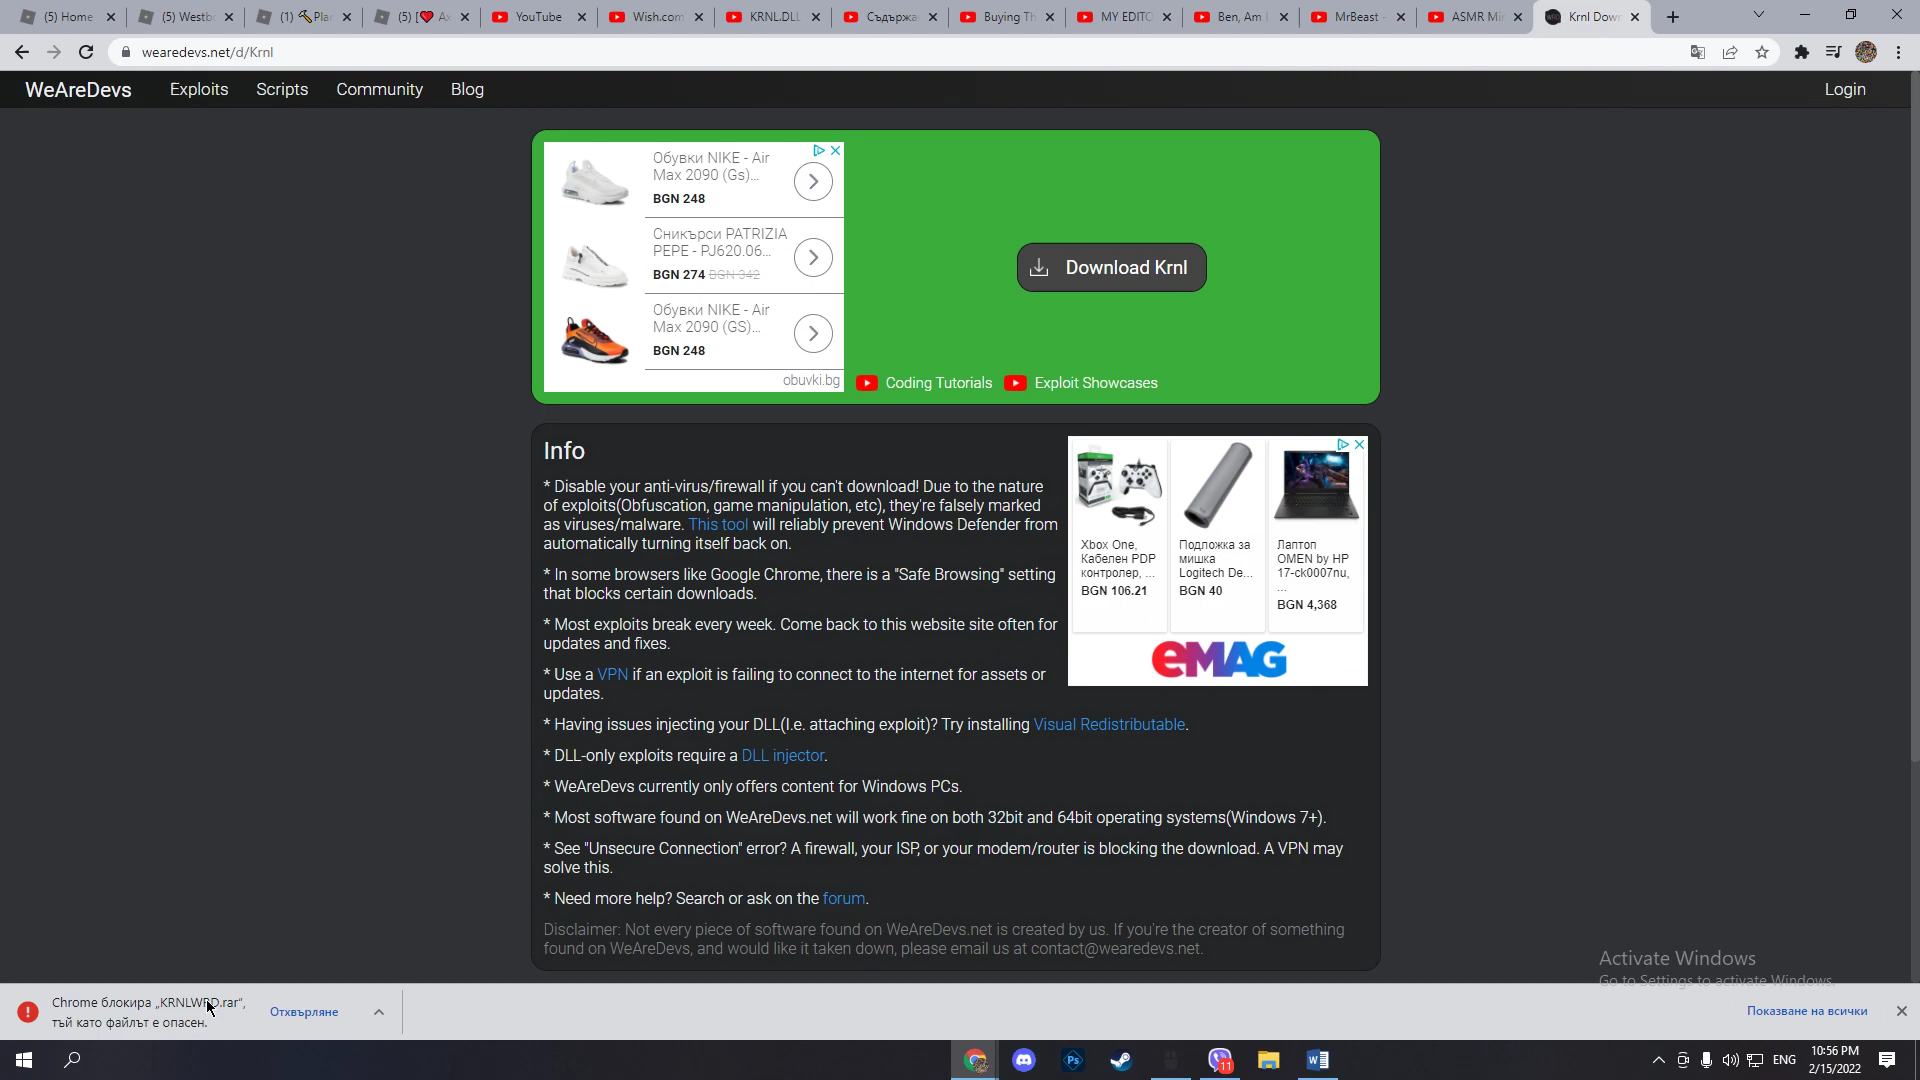 (5) Home
(5) Westb
(1) 🔨Plan
(5) [❤ Ax
YouTube
Wish.com
KRNL.DLL
Съдържа
Buying Th
MY EDITO
Ben, Am I
MrBeast -
ASMR Mi
Krnl Down
wearedevs.net/d/Krnl
WeAreDevs
Exploits
Scripts
Community
Blog
Login
Обувки NIKE - Air
Max 2090 (Gs)...
BGN 248
Сникърси PATRIZIA
PEPE - PJ620.06...
BGN 274 BGN 342
Обувки NIKE - Air
Max 2090 (GS)...
BGN 248
obuvki.bg
Download Krnl
Coding Tutorials
Exploit Showcases
Info
* Disable your anti-virus/firewall if you can't download! Due to the nature
of exploits(Obfuscation, game manipulation, etc), they're falsely marked
as viruses/malware. This tool will reliably prevent Windows Defender from
automatically turning itself back on.
* In some browsers like Google Chrome, there is a "Safe Browsing" setting
that blocks certain downloads.
* Most exploits break every week. Come back to this website site often for
updates and fixes.
* Use a VPN if an exploit is failing to connect to the internet for assets or
updates.
* Having issues injecting your DLL(I.e. attaching exploit)? Try installing Visual Redistributable.
* DLL-only exploits require a DLL injector.
* WeAreDevs currently only offers content for Windows PCs.
* Most software found on WeAreDevs.net will work fine on both 32bit and 64bit operating systems(Windows 7+).
* See "Unsecure Connection" error? A firewall, your ISP, or your modem/router is blocking the download. A VPN may
solve this.
* Need more help? Search or ask on the forum.
Disclaimer: Not every piece of software found on WeAreDevs.net is created by us. If you're the creator of something
found on WeAreDevs, and would like it taken down, please email us at contact@wearedevs.net.
Xbox One,
Кабелен PDP
контролер, ...
BGN 106.21
Подложка за
мишка
Logitech De...
BGN 40
Лаптоп
OMEN by HP
17-ck0007nu,
...
BGN 4,368
eMAG
Activate Windows
Go to Settings to activate Windows.
Chrome блокира „KRNLWRD.rar“,
тъй като файлът е опасен.
Отхвърляне
Показване на всички
Ps
11
ENG
10:56 PM
2/15/2022